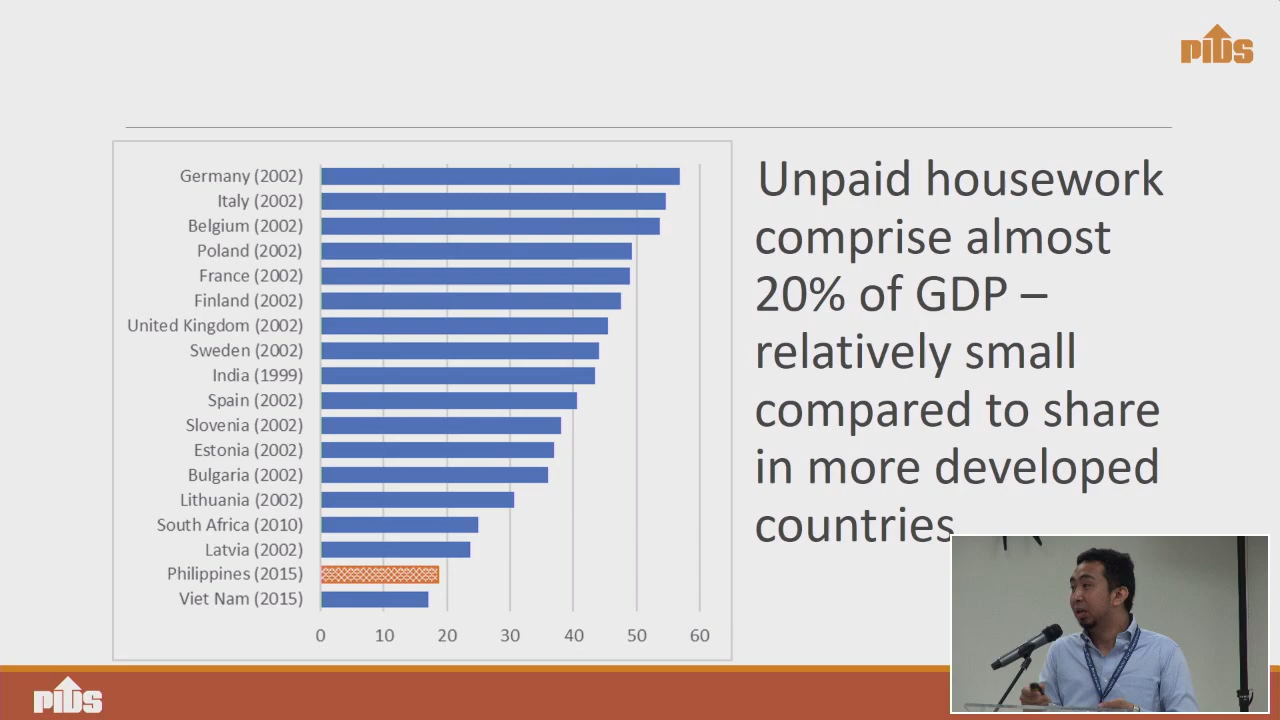 PIDS
Germany (2002)
Italy (2002)
Belgium (2002)
Poland (2002)
France (2002)
Finland (2002)
United Kingdom (2002)
Sweden (2002)
India (1999)
Spain (2002)
Slovenia (2002)
Estonia (2002)
Bulgaria (2002)
Lithuania (2002)
South Africa (2010)
Latvia (2002)
Philippines (2015)
Viet Nam (2015)
0 10 20 30 40 50 60
Unpaid housework
comprise almost
20% of GDP –
relatively small
compared to share
in more developed
countries
PIDS